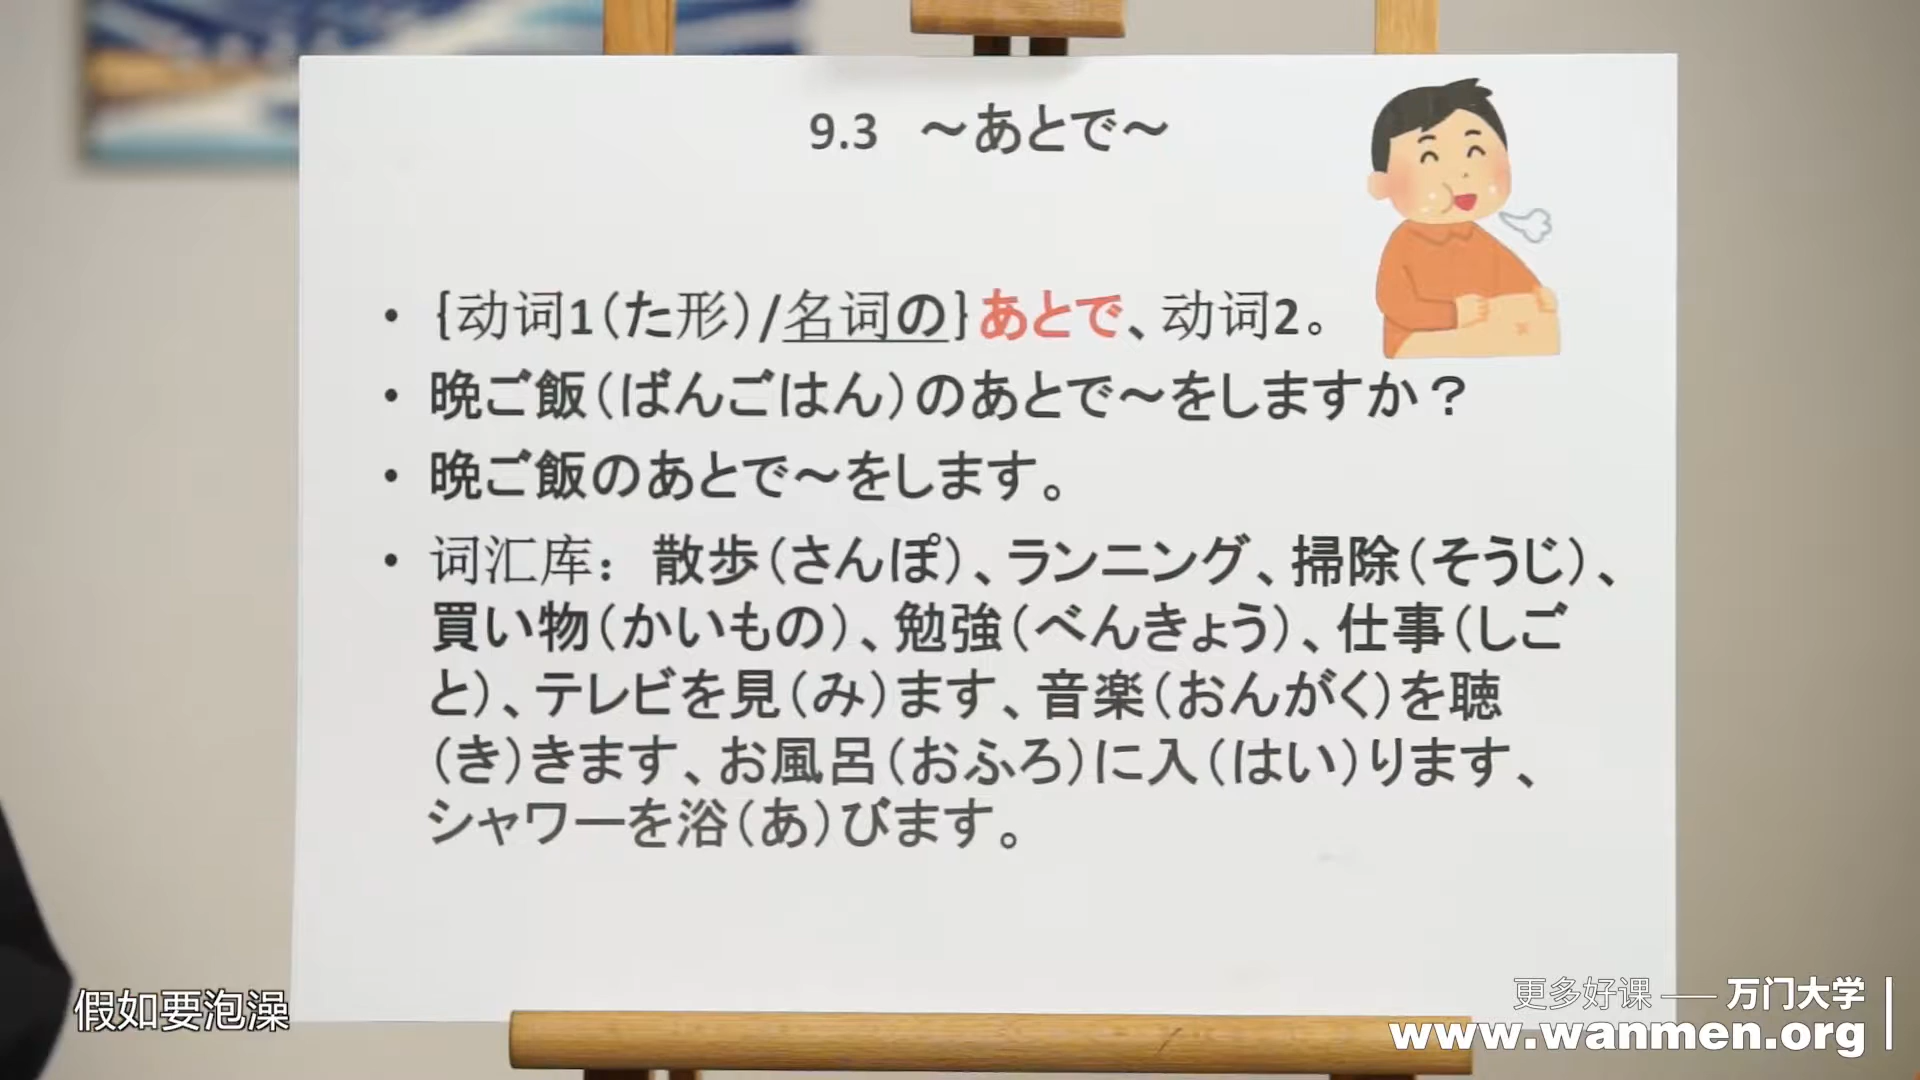 9.3 ～あとで～
• {动词1(た形)/名词の}あとで、动词2。
• 晩ご飯(ばんごはん)のあとで～をしますか？
• 晩ご飯のあとで～をします。
• 词汇库：散歩(さんぽ)、ランニング、掃除(そうじ)、
買い物(かいもの)、勉強(べんきょう)、仕事(しご
と)、テレビを見(み)ます、音楽(おんがく)を聴
(き)きます、お風呂(おふろ)に入(はい)ります、
シャワーを浴(あ)びます。
假如要泡澡
更多好课 —— 万门大学
www.wanmen.org